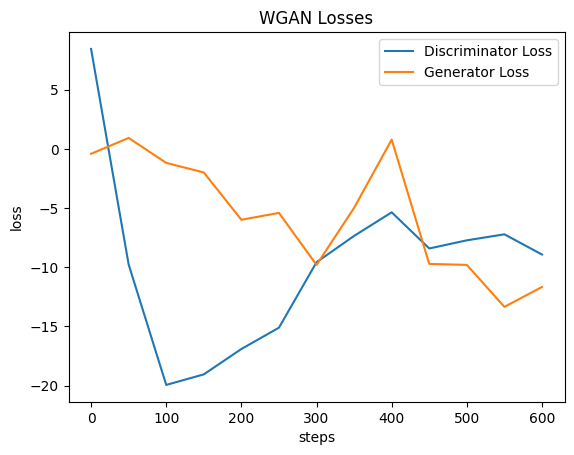 WGAN Losses
Discriminator Loss
Generator Loss
5
0
−5
−10
−15
−20
loss
0 100 200 300 400 500 600
steps